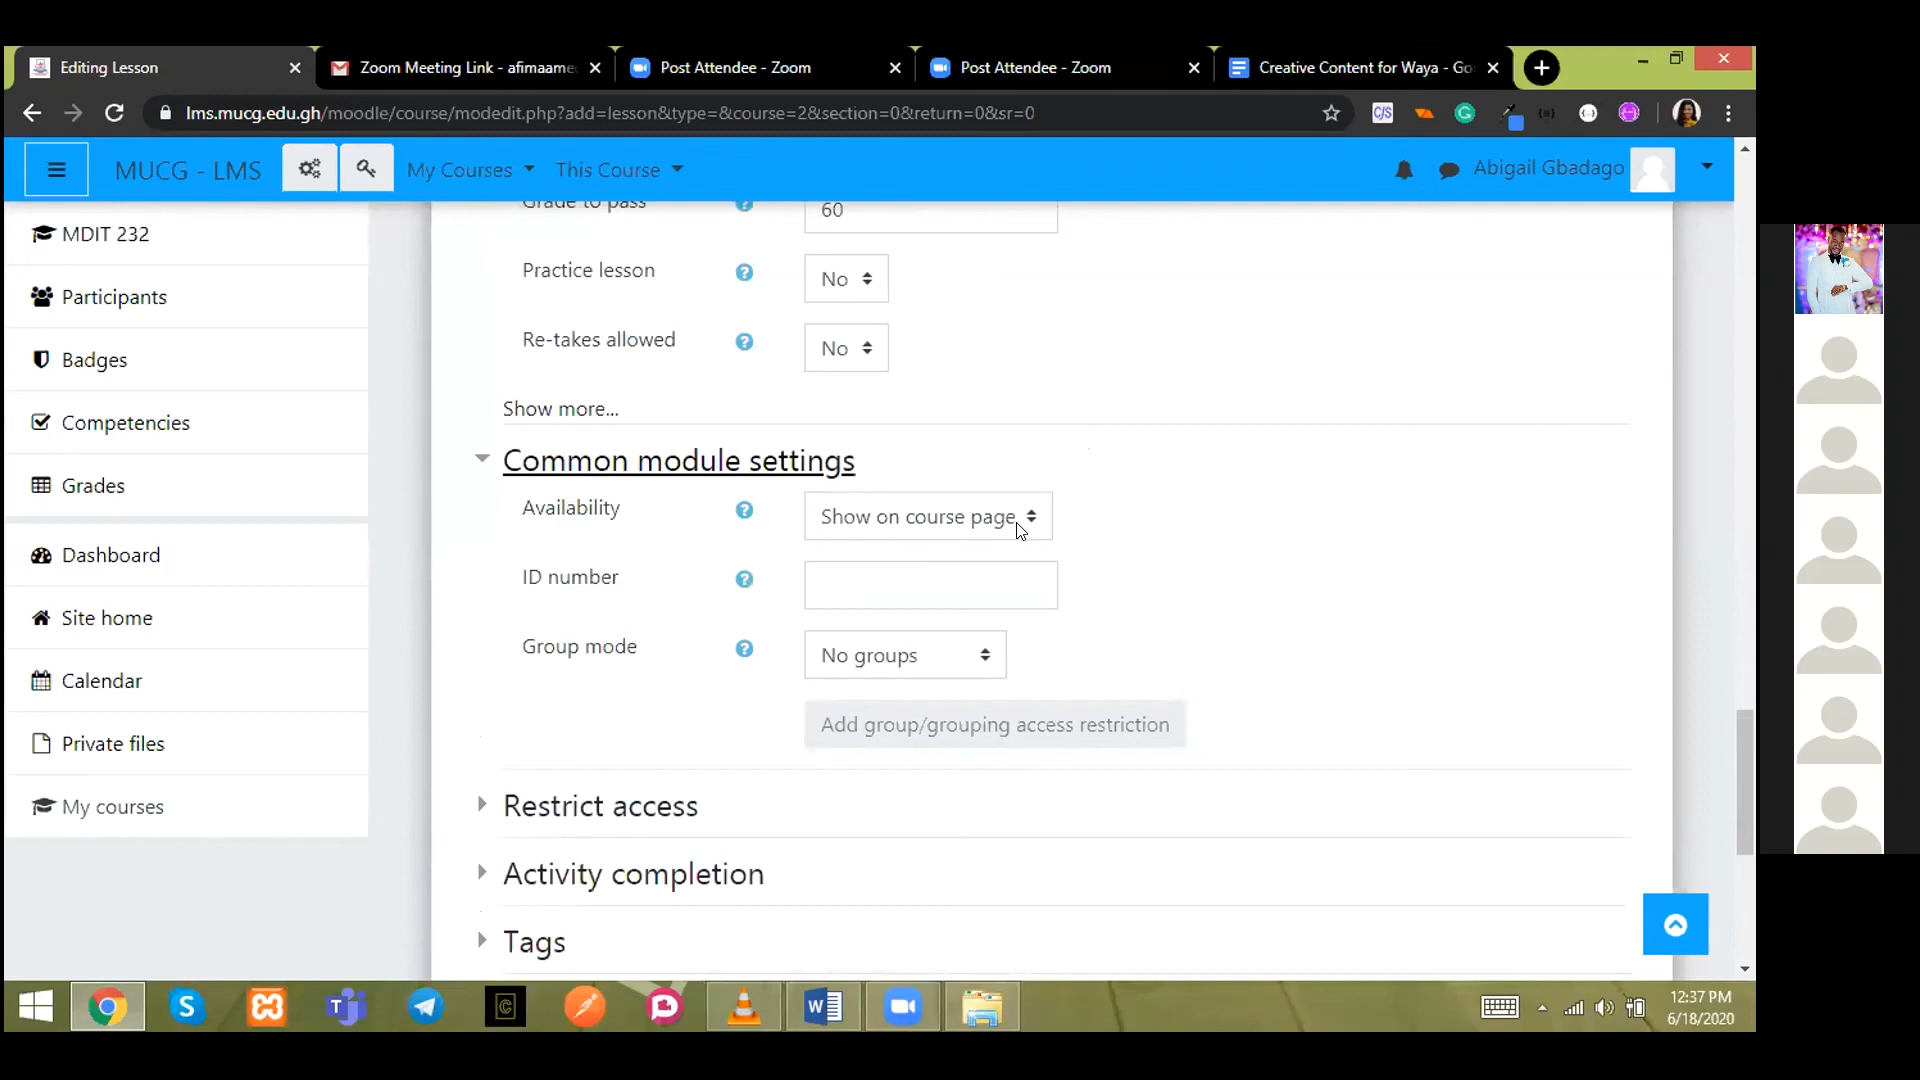 Editing Lesson
Zoom Meeting Link - afimaame
Post Attendee - Zoom
Post Attendee - Zoom
Creative Content for Waya - Go
lms.mucg.edu.gh/moodle/course/modedit.php?add=lesson&type=&course=2&section=0&return=0&sr=0
MUCG - LMS
My Courses
This Course
Abigail Gbadago
MDIT 232
Participants
Badges
Competencies
Grades
Dashboard
Site home
Calendar
Private files
My courses
Grade to pass
60
Practice lesson
No
Re-takes allowed
No
Show more...
Common module settings
Availability
Show on course page
ID number
Group mode
No groups
Add group/grouping access restriction
Restrict access
Activity completion
Tags
12:37 PM
6/18/2020